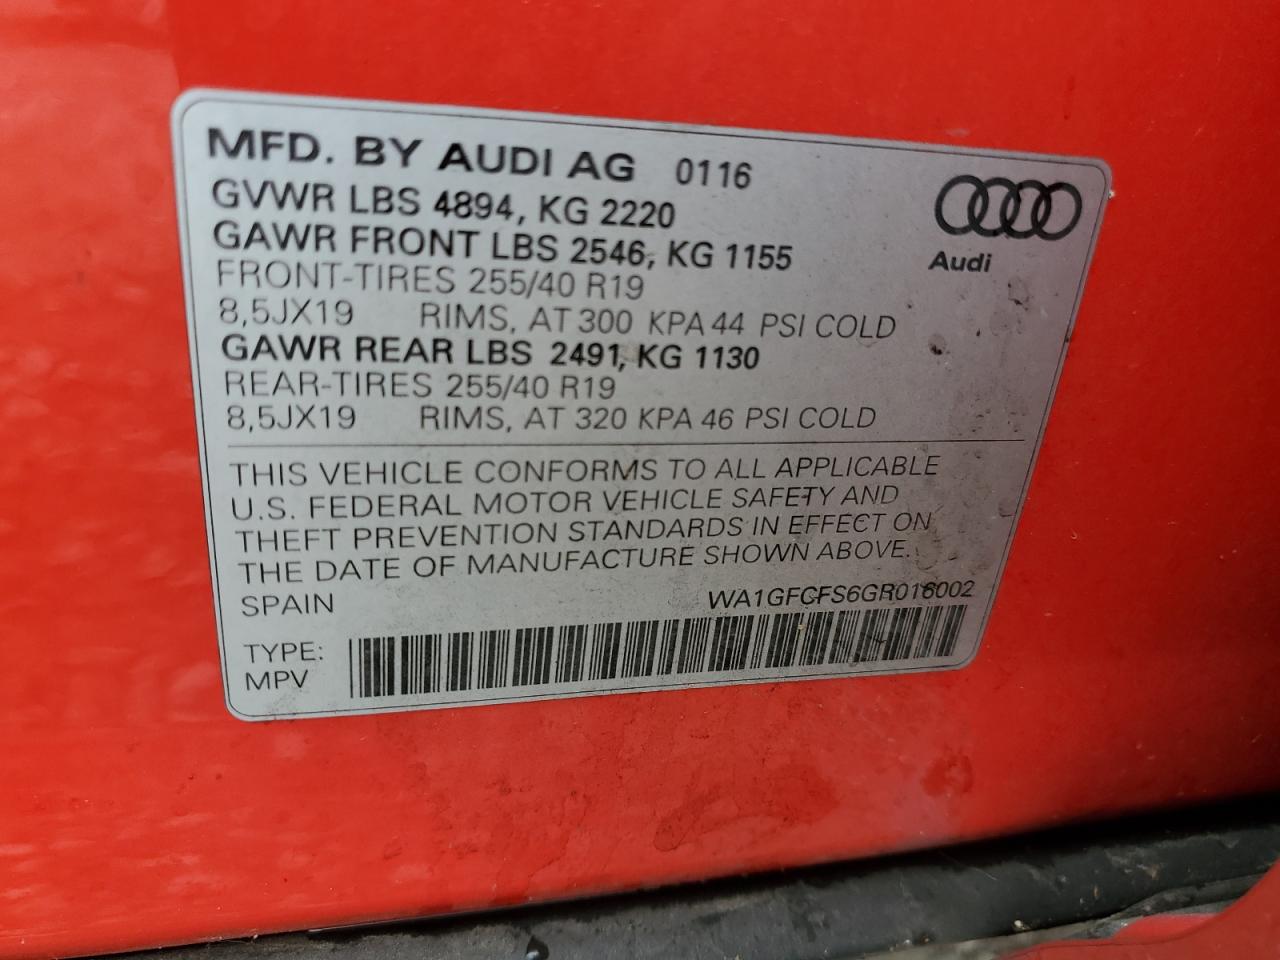 MFD. BY AUDI AG 0116
GVWR LBS 4894, KG 2220
GAWR FRONT LBS 2546, KG 1155
FRONT-TIRES 255/40 R19
8,5JX19 RIMS, AT 300 KPA 44 PSI COLD
GAWR REAR LBS 2491, KG 1130
REAR-TIRES 255/40 R19
8,5JX19 RIMS, AT 320 KPA 46 PSI COLD
Audi
THIS VEHICLE CONFORMS TO ALL APPLICABLE
U.S. FEDERAL MOTOR VEHICLE SAFETY AND
THEFT PREVENTION STANDARDS IN EFFECT ON
THE DATE OF MANUFACTURE SHOWN ABOVE.
SPAIN WA1GFCFS6GR016002
TYPE:
MPV